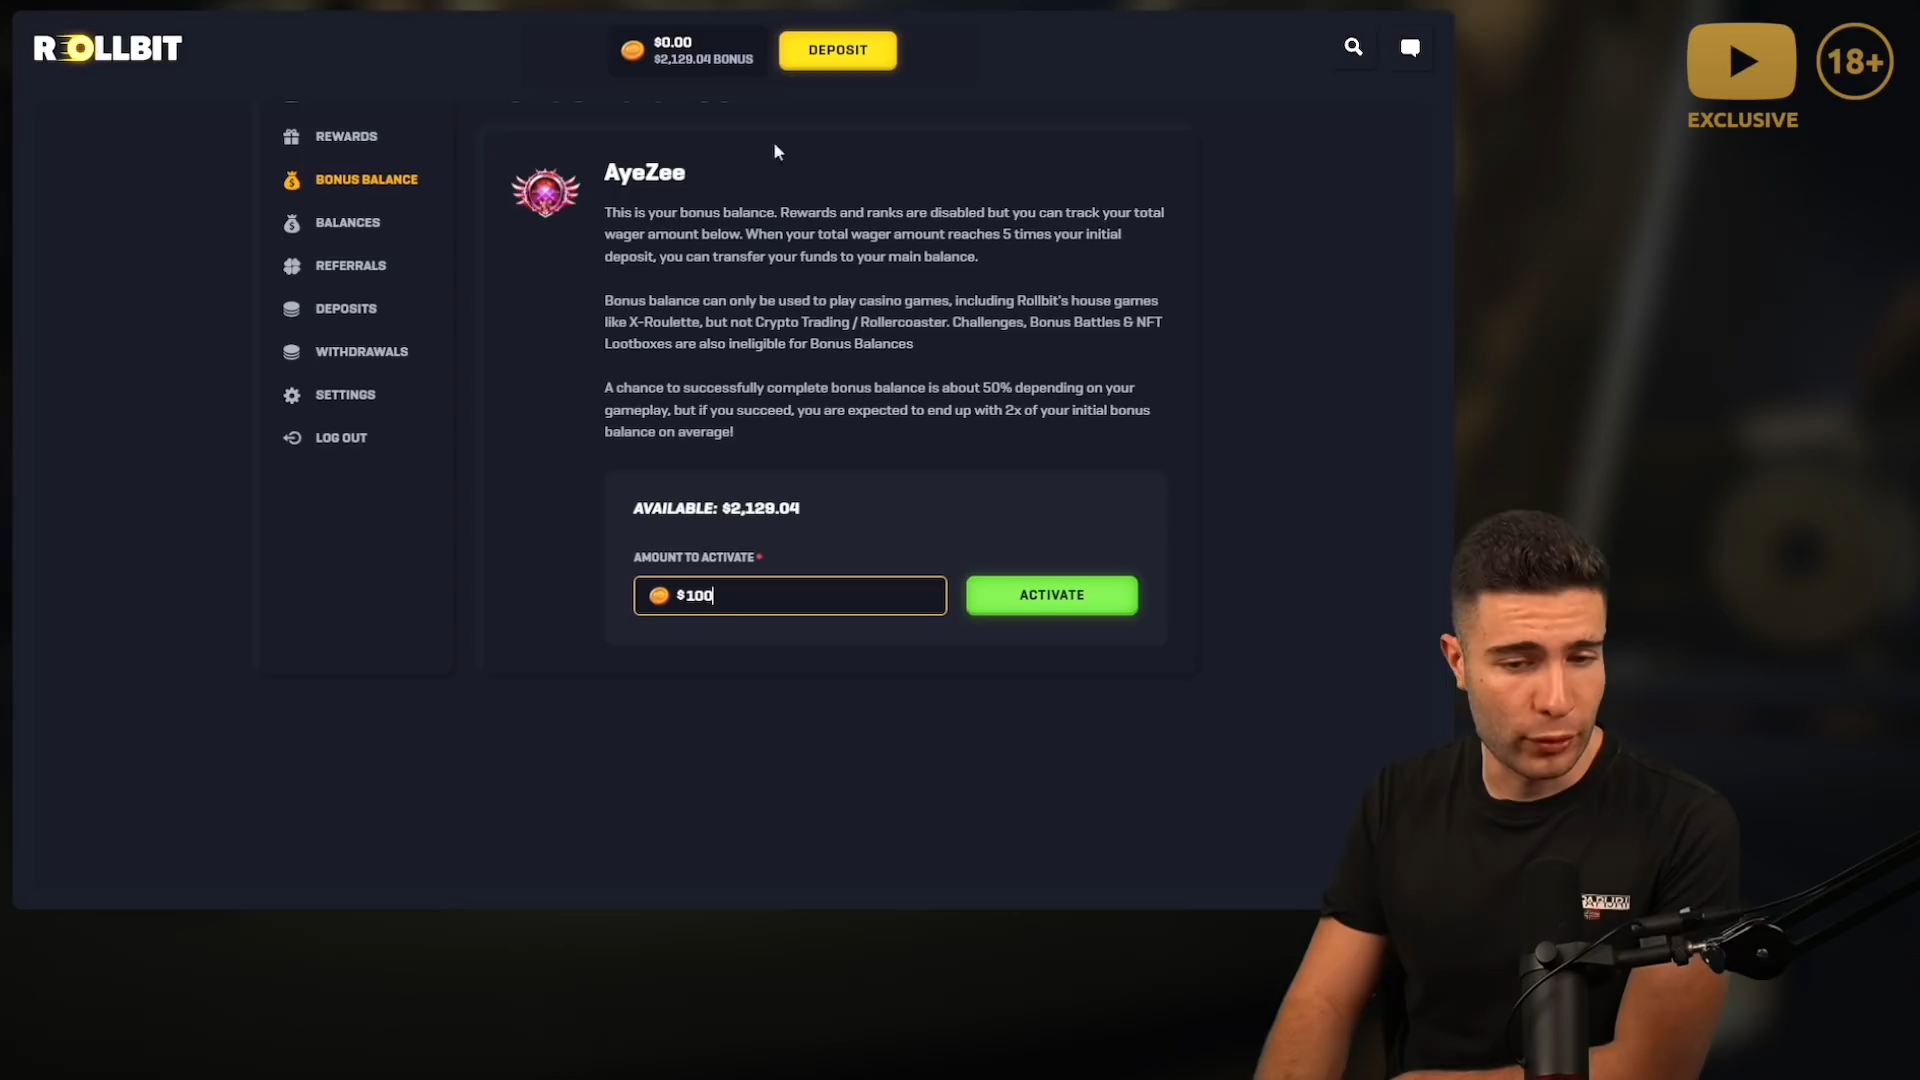 ROLLBIT
$0.00
$2,129.04 BONUS
DEPOSIT
18+
EXCLUSIVE
REWARDS
BONUS BALANCE
BALANCES
REFERRALS
DEPOSITS
WITHDRAWALS
SETTINGS
LOG OUT
AyeZee
This is your bonus balance. Rewards and ranks are disabled but you can track your total
wager amount below. When your total wager amount reaches 5 times your initial
deposit, you can transfer your funds to your main balance.
Bonus balance can only be used to play casino games, including Rollbit's house games
like X-Roulette, but not Crypto Trading / Rollercoaster. Challenges, Bonus Battles & NFT
Lootboxes are also ineligible for Bonus Balances
A chance to successfully complete bonus balance is about 50% depending on your
gameplay, but if you succeed, you are expected to end up with 2x of your initial bonus
balance on average!
AVAILABLE: $2,129.04
AMOUNT TO ACTIVATE *
$100
ACTIVATE